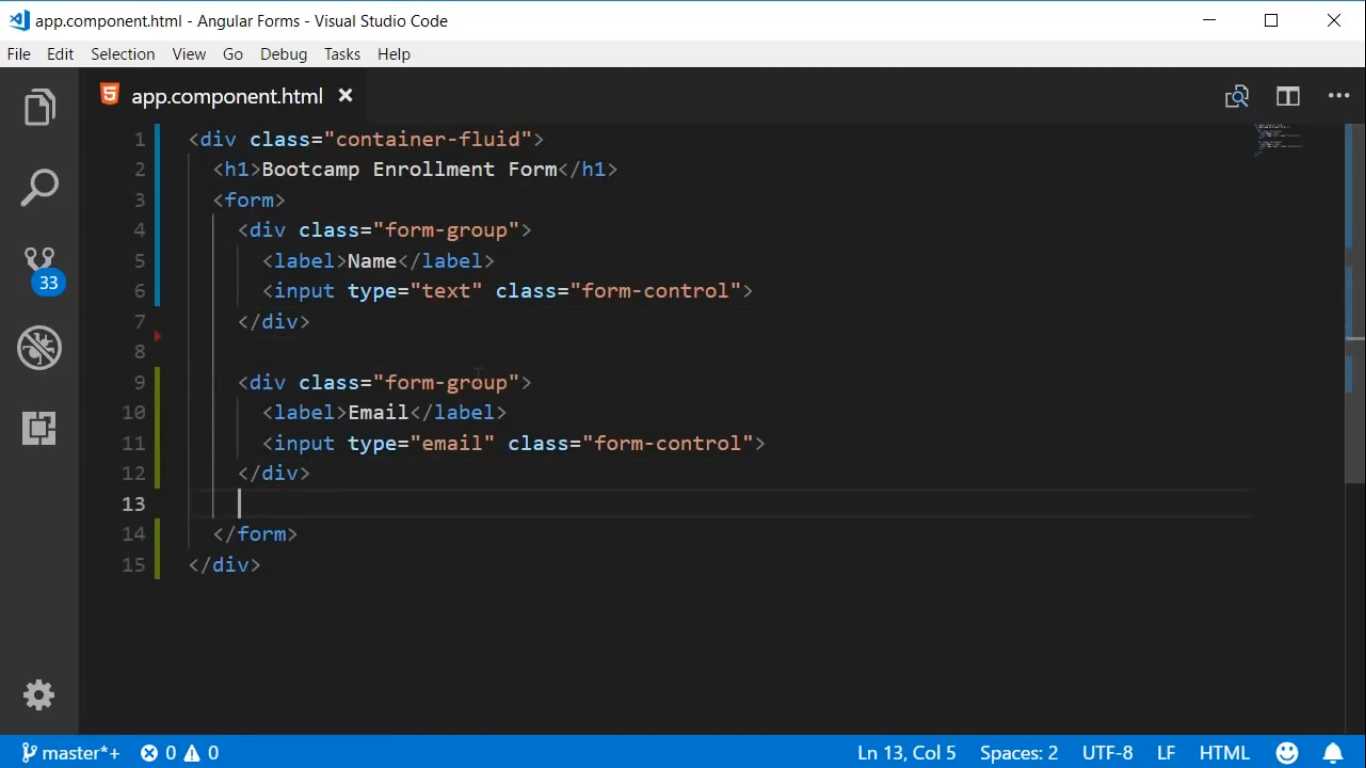 app.component.html - Angular Forms - Visual Studio Code
File Edit Selection View Go Debug Tasks Help
app.component.html
1 <div class="container-fluid">
2 <h1>Bootcamp Enrollment Form</h1>
3 <form>
4 <div class="form-group">
5 <label>Name</label>
6 <input type="text" class="form-control">
7 </div>
8
9 <div class="form-group">
10 <label>Email</label>
11 <input type="email" class="form-control">
12 </div>
13
14 </form>
15 </div>
33
master*+ 0 0 Ln 13, Col 5 Spaces: 2 UTF-8 LF HTML